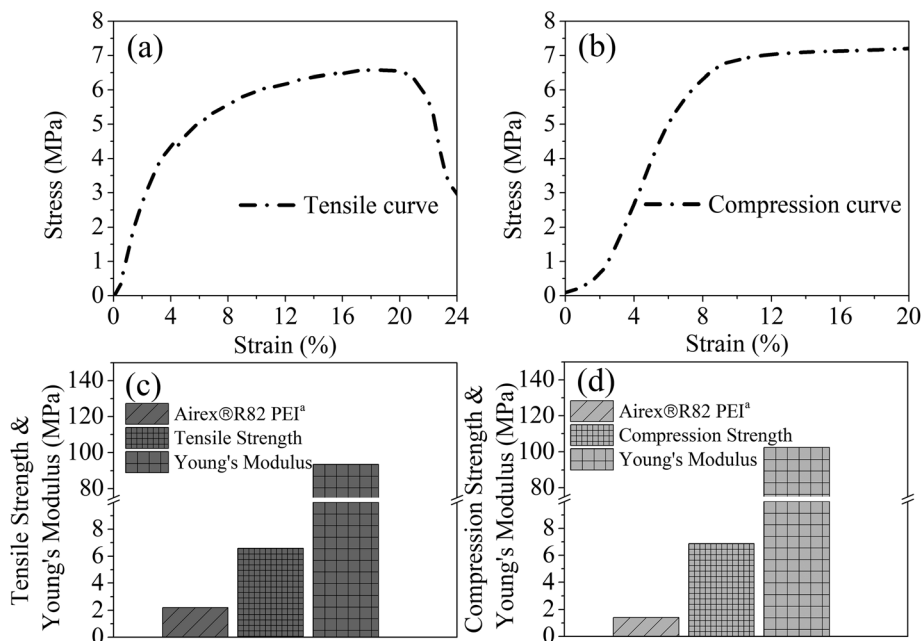 (a)
8
7
6
5
4
3
2
1
0
Stress (MPa)
Tensile curve
0 4 8 12 16 20 24
Strain (%)
(b)
8
7
6
5
4
3
2
1
0
Stress (MPa)
Compression curve
0 4 8 12 16 20
Strain (%)
(c)
140
120
100
80
8
6
4
2
0
Tensile Strength &
Young's Modulus (MPa)
Airex®R82 PEIᵃ
Tensile Strength
Young's Modulus
(d)
140
120
100
80
8
6
4
2
0
Compression Strength &
Young's Modulus (MPa)
Airex®R82 PEIᵃ
Compression Strength
Young's Modulus